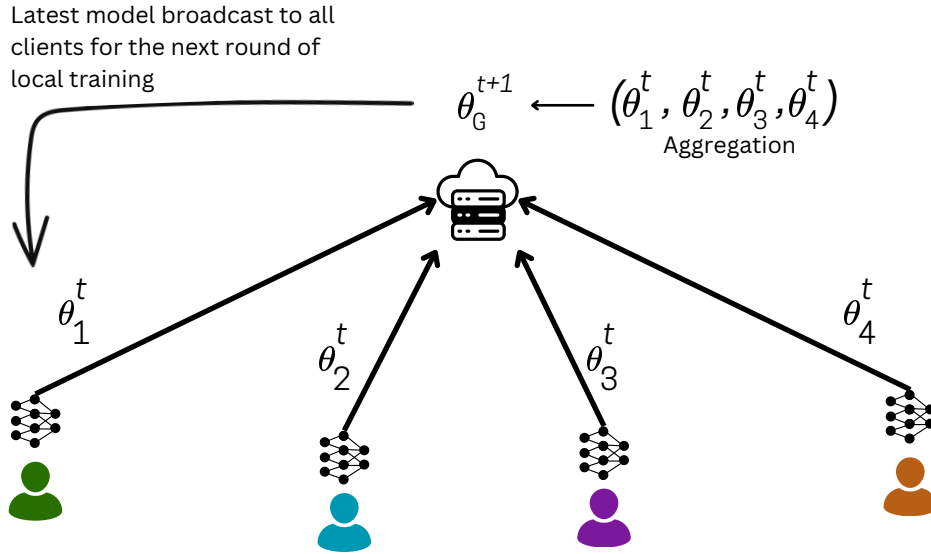 Latest model broadcast to all
clients for the next round of
local training
θ_G^{t+1} ← (θ_1^t, θ_2^t, θ_3^t, θ_4^t)
Aggregation
θ_1^t
θ_2^t
θ_3^t
θ_4^t